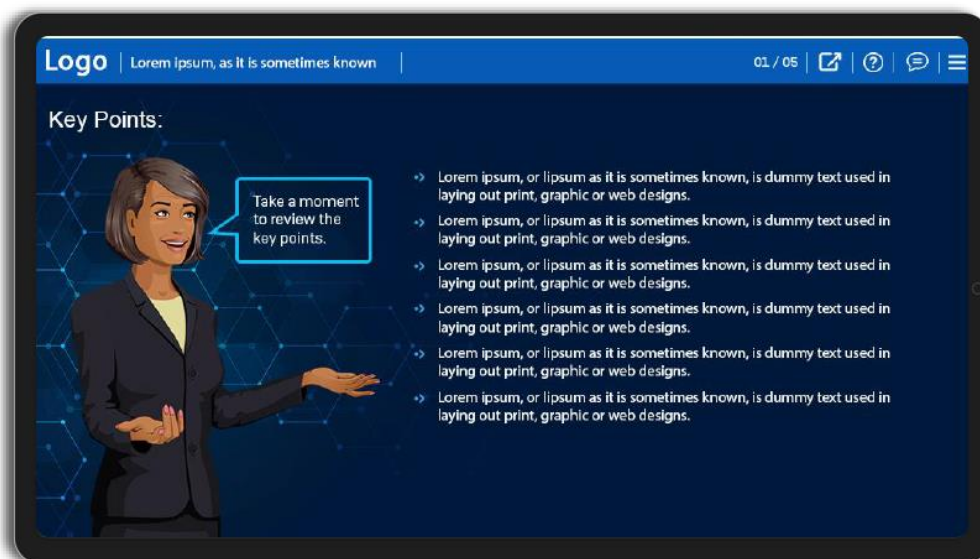 Logo
Lorem ipsum, as it is sometimes known
01 / 05
Key Points:
Take a moment
to review the
key points.
Lorem ipsum, or lipsum as it is sometimes known, is dummy text used in
laying out print, graphic or web designs.
Lorem ipsum, or lipsum as it is sometimes known, is dummy text used in
laying out print, graphic or web designs.
Lorem ipsum, or lipsum as it is sometimes known, is dummy text used in
laying out print, graphic or web designs.
Lorem ipsum, or lipsum as it is sometimes known, is dummy text used in
laying out print, graphic or web designs.
Lorem ipsum, or lipsum as it is sometimes known, is dummy text used in
laying out print, graphic or web designs.
Lorem ipsum, or lipsum as it is sometimes known, is dummy text used in
laying out print, graphic or web designs.